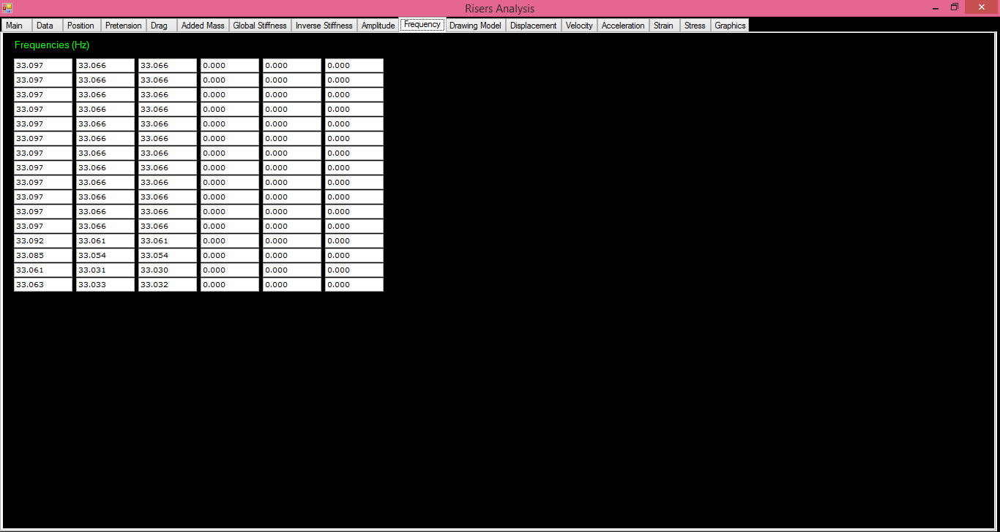 Risers Analysis
Main Data Position Pretension Drag Added Mass Global Stiffness Inverse Stiffness Amplitude Frequency Drawing Model Displacement Velocity Acceleration Strain Stress Graphics
Frequencies (Hz)
33.097 33.066 33.066 0.000 0.000 0.000
33.097 33.066 33.066 0.000 0.000 0.000
33.097 33.066 33.066 0.000 0.000 0.000
33.097 33.066 33.066 0.000 0.000 0.000
33.097 33.066 33.066 0.000 0.000 0.000
33.097 33.066 33.066 0.000 0.000 0.000
33.097 33.066 33.066 0.000 0.000 0.000
33.097 33.066 33.066 0.000 0.000 0.000
33.097 33.066 33.066 0.000 0.000 0.000
33.097 33.066 33.066 0.000 0.000 0.000
33.097 33.066 33.066 0.000 0.000 0.000
33.097 33.066 33.066 0.000 0.000 0.000
33.092 33.061 33.061 0.000 0.000 0.000
33.085 33.054 33.054 0.000 0.000 0.000
33.061 33.031 33.030 0.000 0.000 0.000
33.063 33.033 33.032 0.000 0.000 0.000